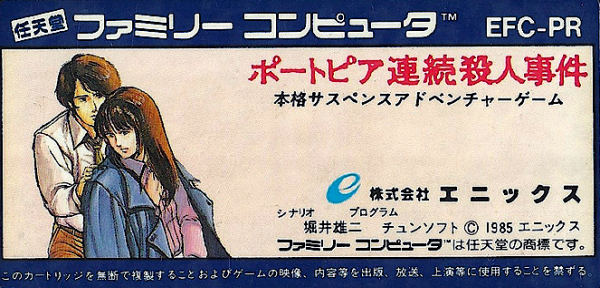 任天堂 ファミリー コンピュータ™ EFC-PR
ポートピア連続殺人事件
本格サスペンスアドベンチャーゲーム
e 株式会社 エニックス
シナリオ プログラム
堀井雄二 チュンソフト © 1985 エニックス
ファミリー コンピュータ™は任天堂の商標です。
このカートリッジを無断で複製することおよびゲームの映像、内容等を出版、放送、上演等に使用することを禁ずる。